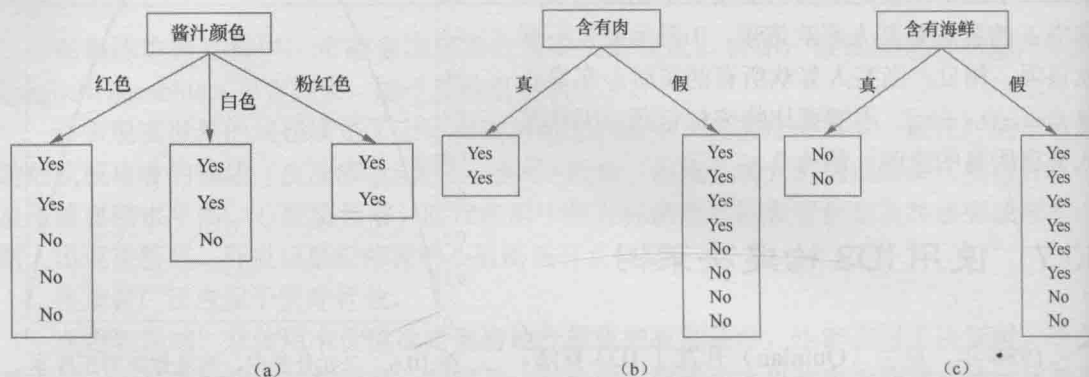 酱汁颜色
红色
白色
粉红色
Yes
Yes
No
No
No
Yes
Yes
No
Yes
Yes
(a)
含有肉
真
假
Yes
Yes
Yes
Yes
Yes
Yes
No
No
No
No
(b)
含有海鲜
真
假
No
No
Yes
Yes
Yes
Yes
Yes
Yes
No
No
(c)